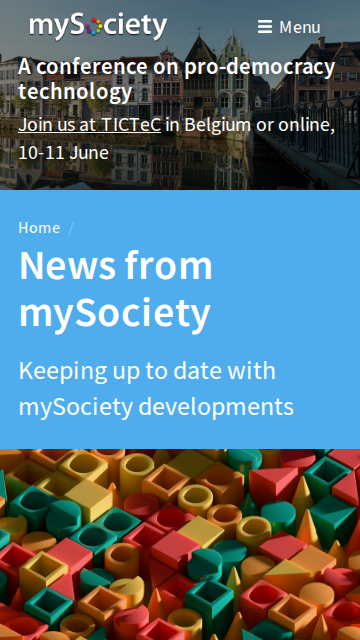 mySociety
Menu
A conference on pro-democracy
technology
Join us at TICTeC in Belgium or online,
10-11 June
Home /
News from
mySociety
Keeping up to date with
mySociety developments